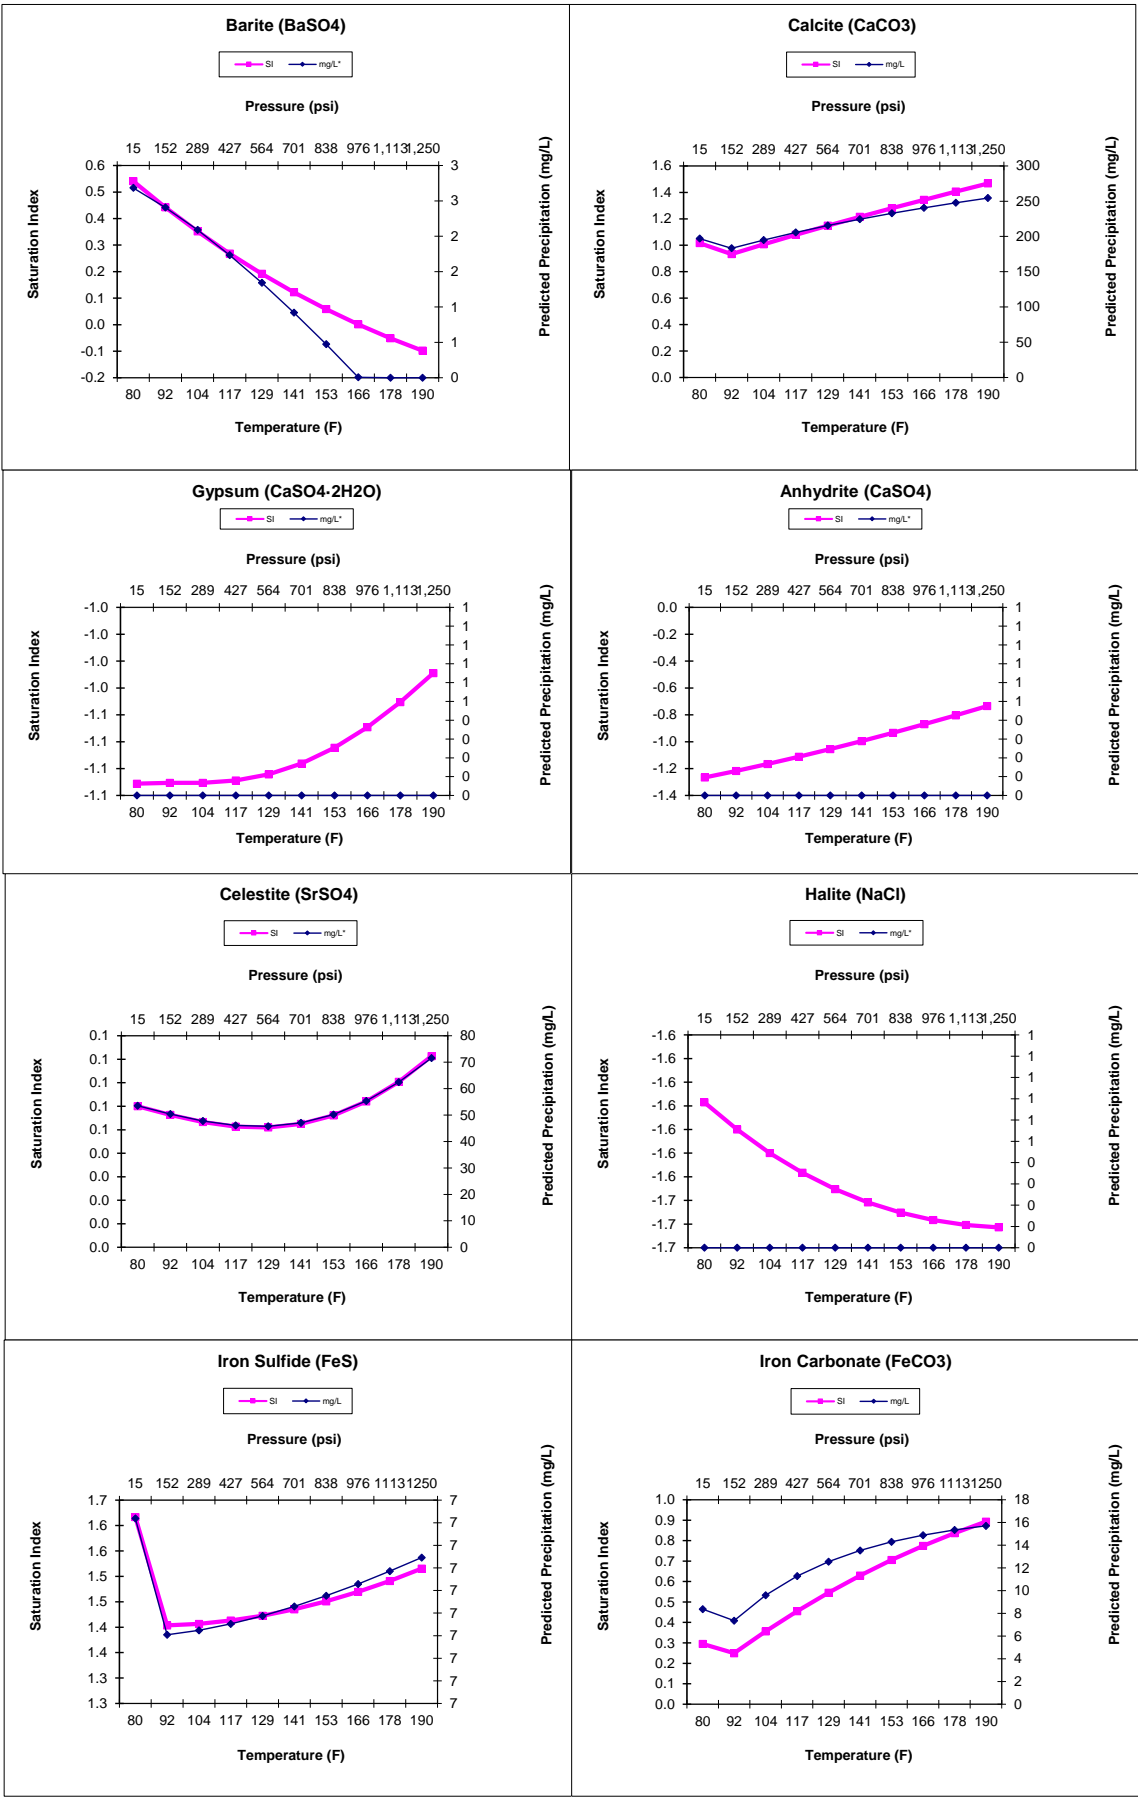 Barite (BaSO4)
SI mg/L*
Pressure (psi)
15 152 289 427 564 701 838 976 1,113 1,250
0.6
0.5
0.4
0.3
0.2
0.0
-0.1
-0.2
3
3
2
2
1
1
0
Saturation Index
Predicted Precipitation (mg/L)
80 92 104 117 129 141 153 166 178 190
Temperature (F)
Calcite (CaCO3)
SI mg/L
Pressure (psi)
15 152 289 427 564 701 838 976 1,113 1,250
1.6
1.4
1.2
1.0
0.8
0.6
0.4
0.2
0.0
300
250
200
150
100
50
0
Saturation Index
Predicted Precipitation (mg/L)
80 92 104 117 129 141 153 166 178 190
Temperature (F)
Gypsum (CaSO4·2H2O)
SI mg/L*
Pressure (psi)
15 152 289 427 564 701 838 976 1,113 1,250
-1.0
-1.0
-1.0
-1.0
-1.1
-1.1
-1.1
-1.1
1
1
1
1
1
1
0
0
0
0
0
Saturation Index
Predicted Precipitation (mg/L)
80 92 104 117 129 141 153 166 178 190
Temperature (F)
Anhydrite (CaSO4)
SI mg/L*
Pressure (psi)
15 152 289 427 564 701 838 976 1,113 1,250
0.0
-0.2
-0.4
-0.6
-0.8
-1.0
-1.2
-1.4
1
1
1
1
1
1
0
0
0
0
0
Saturation Index
Predicted Precipitation (mg/L)
80 92 104 117 129 141 153 166 178 190
Temperature (F)
Celestite (SrSO4)
SI mg/L*
Pressure (psi)
15 152 289 427 564 701 838 976 1,113 1,250
0.1
0.1
0.1
0.1
0.1
0.0
0.0
0.0
0.0
0.0
80
70
60
50
40
30
20
10
0
Saturation Index
Predicted Precipitation (mg/L)
80 92 104 117 129 141 153 166 178 190
Temperature (F)
Halite (NaCl)
SI mg/L*
Pressure (psi)
15 152 289 427 564 701 838 976 1,113 1,250
-1.6
-1.6
-1.6
-1.6
-1.6
-1.6
-1.6
-1.7
-1.7
-1.7
1
1
1
1
1
1
0
0
0
0
0
Saturation Index
Predicted Precipitation (mg/L)
80 92 104 117 129 141 153 166 178 190
Temperature (F)
Iron Sulfide (FeS)
SI mg/L
Pressure (psi)
15 152 289 427 564 701 838 976 1113 1250
1.7
1.6
1.6
1.5
1.5
1.4
1.4
1.3
1.3
7
7
7
7
7
7
7
7
7
7
Saturation Index
Predicted Precipitation (mg/L)
80 92 104 117 129 141 153 166 178 190
Temperature (F)
Iron Carbonate (FeCO3)
SI mg/L
Pressure (psi)
15 152 289 427 564 701 838 976 1113 1250
1.0
0.9
0.8
0.7
0.6
0.5
0.4
0.3
0.2
0.1
0.0
18
16
14
12
10
8
6
4
2
0
Saturation Index
Predicted Precipitation (mg/L)
80 92 104 117 129 141 153 166 178 190
Temperature (F)